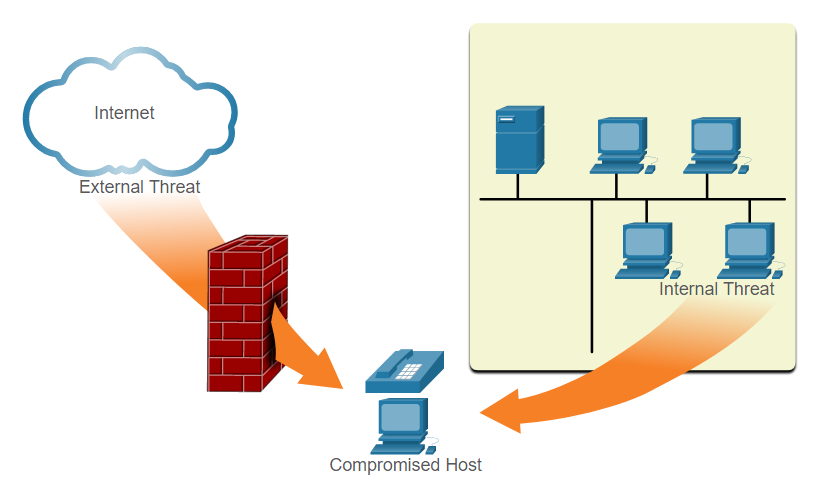 Internet
External Threat
Internal Threat
Compromised Host